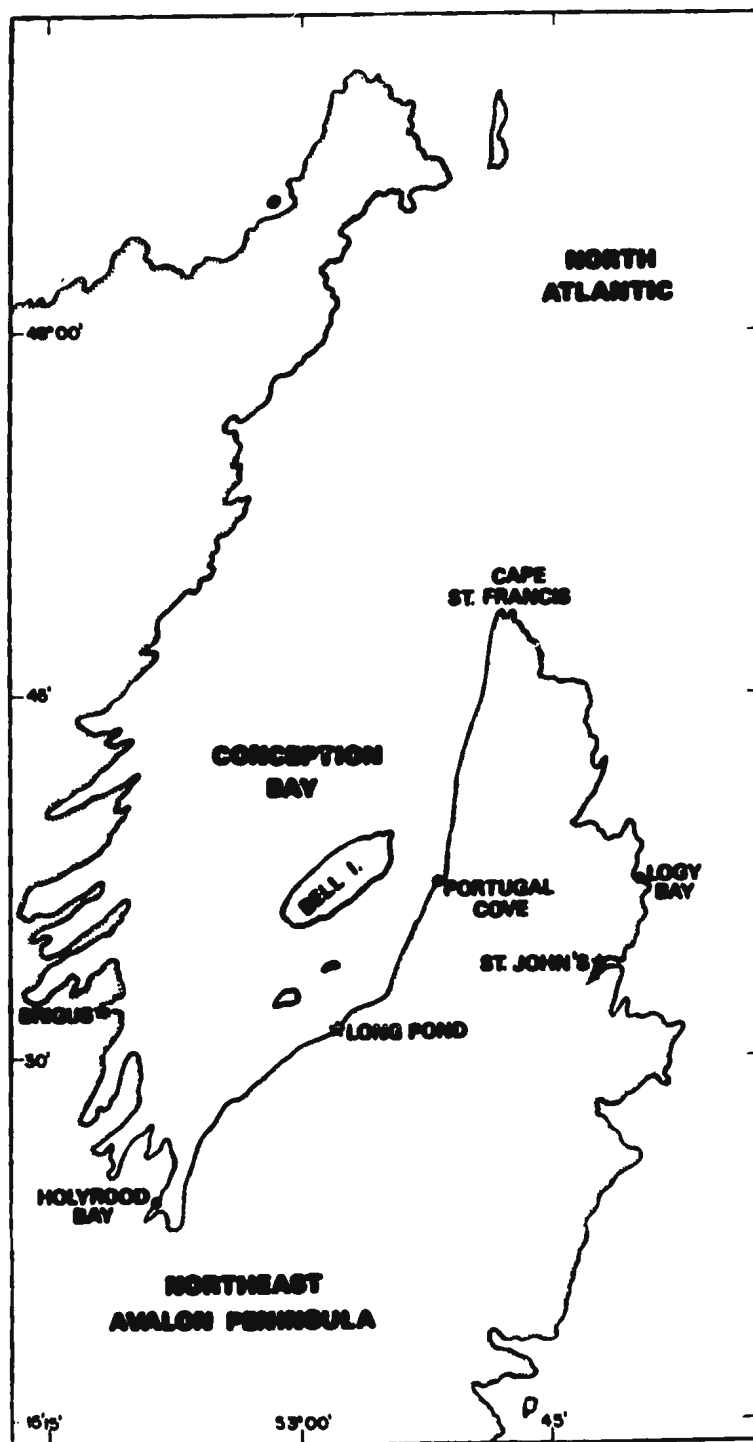 NORTH
ATLANTIC
48°00'
CAPE
ST. FRANCIS
45'
CONCEPTION
BAY
BELL I.
PORTUGAL
COVE
LOGY
BAY
ST. JOHN'S
BRIGUS
LONG POND
30'
HOLYROOD
BAY
NORTHEAST
AVALON PENINSULA
15'
53°00'
45'